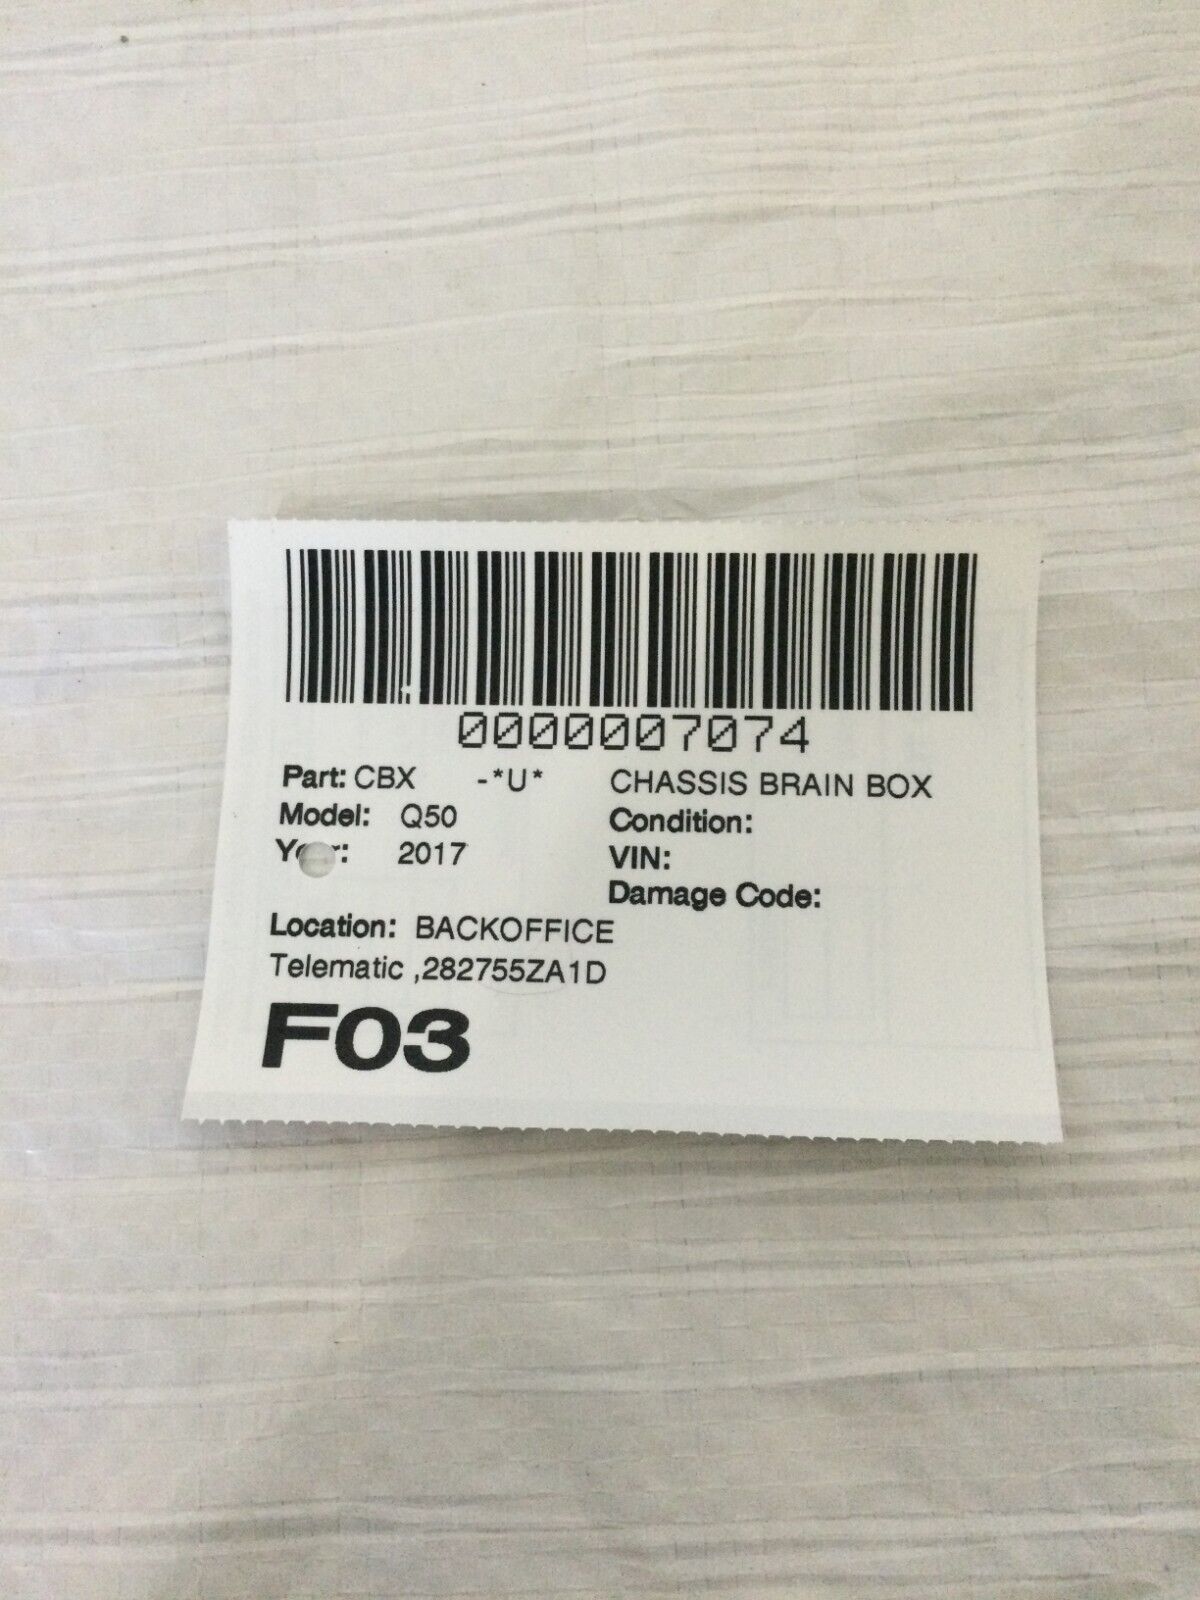 0000007074
Part: CBX -*U* CHASSIS BRAIN BOX
Model: Q50 Condition:
2017 VIN:
Damage Code:
Location: BACKOFFICE
Telematic ,282755ZA1D
F03